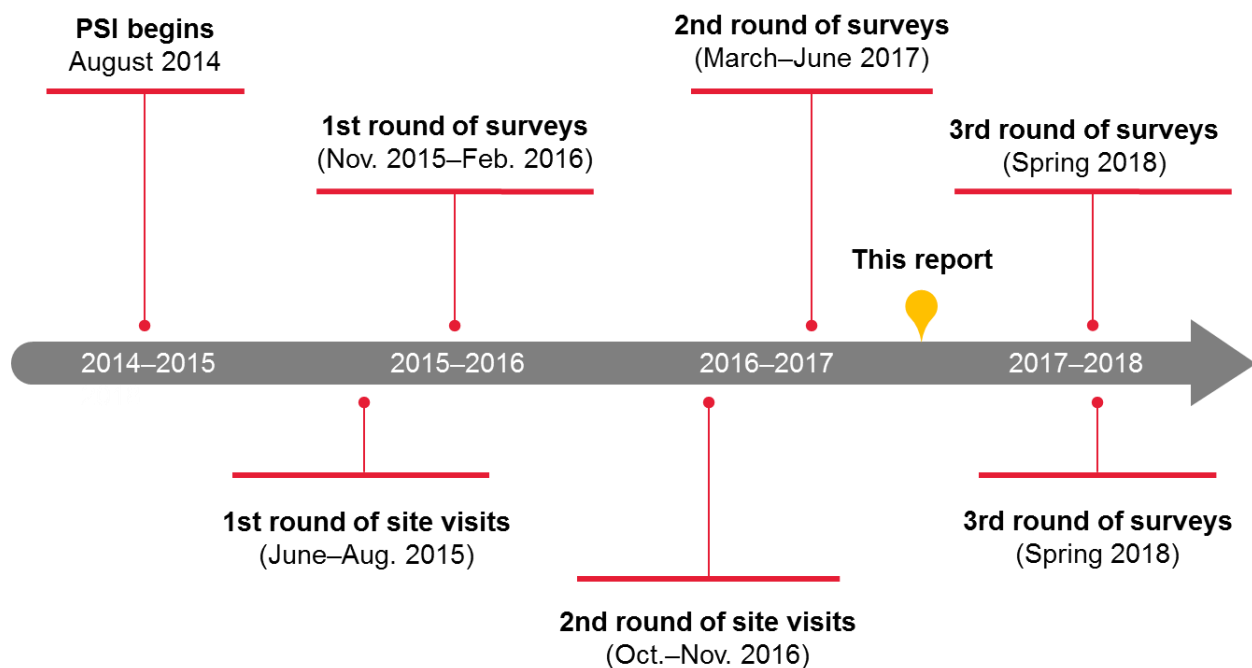 PSI begins
August 2014
2nd round of surveys
(March–June 2017)
1st round of surveys
(Nov. 2015–Feb. 2016)
3rd round of surveys
(Spring 2018)
This report
2014–2015
2015–2016
2016–2017
2017–2018
1st round of site visits
(June–Aug. 2015)
3rd round of surveys
(Spring 2018)
2nd round of site visits
(Oct.–Nov. 2016)